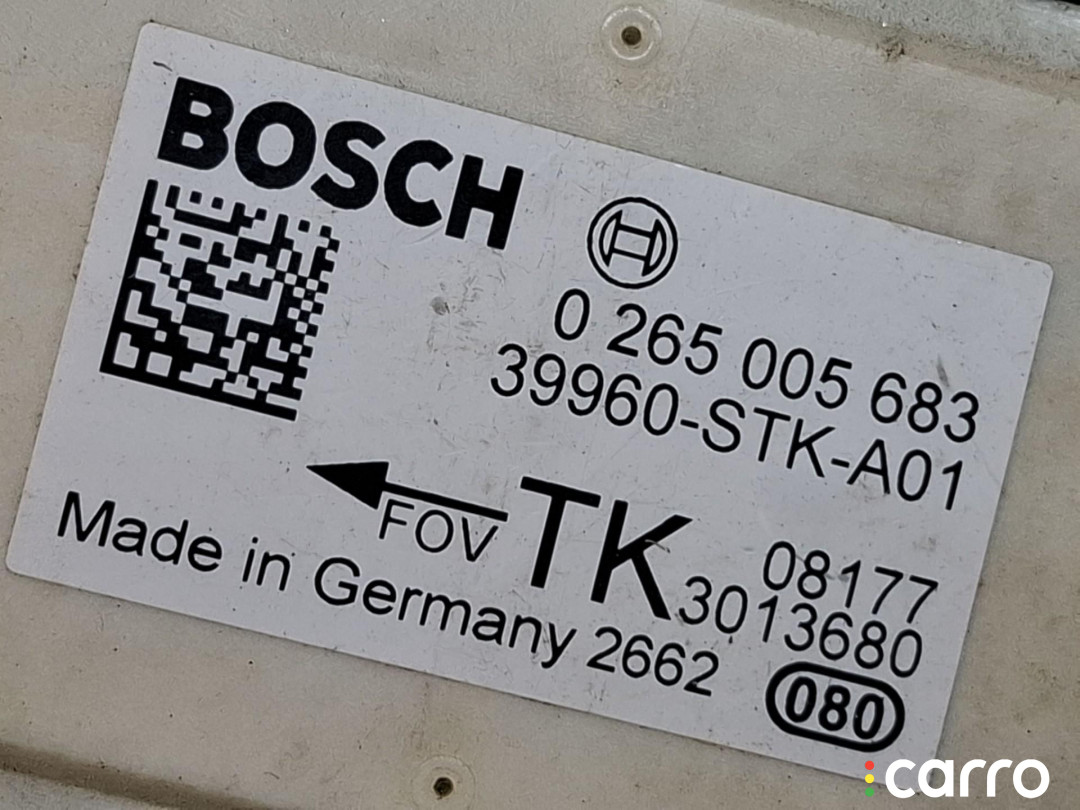 BOSCH
0 265 005 683
39960-STK-A01
FOV
TK
08177
3013680
Made in Germany 2662
080
carro